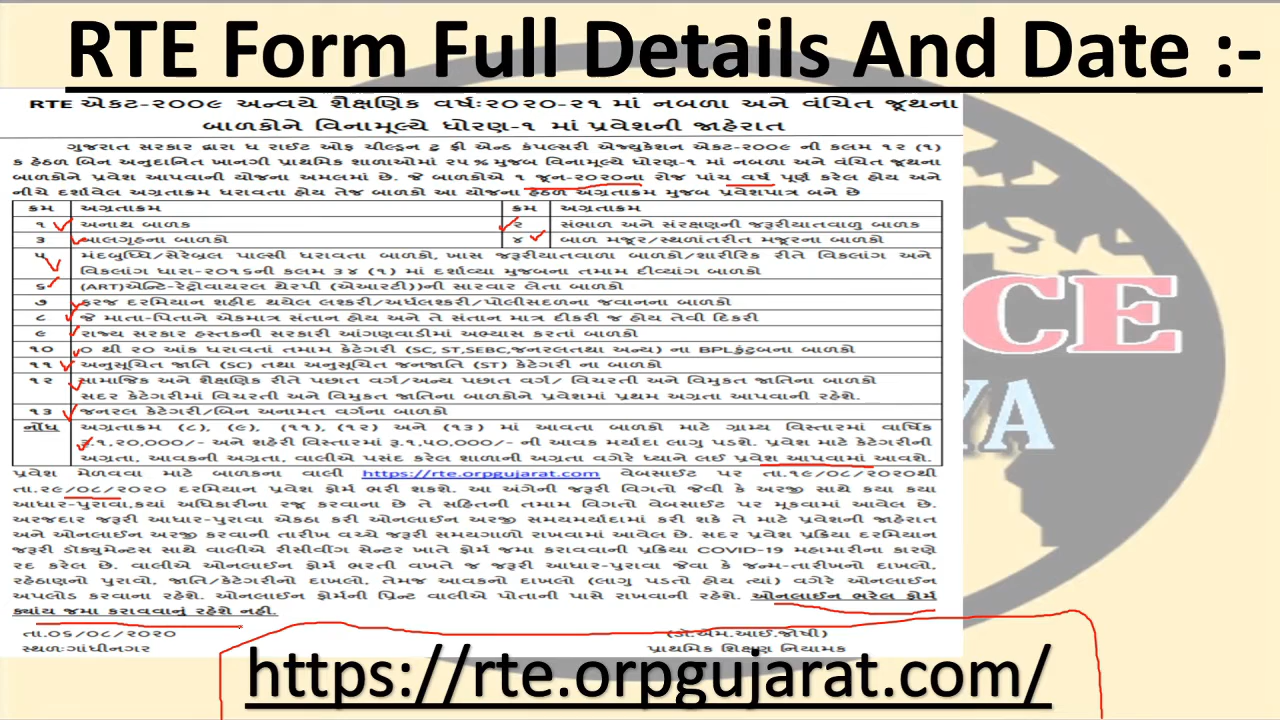 RTE Form Full Details And Date :-
RTE એકટ-૨૦૦૯ અન્વયે શૈક્ષણિક વર્ષઃ૨૦૨૦-૨૧ માં નબળા અને વંચિત જૂથના
બાળકોને વિનામૂલ્યે ધોરણ-૧ માં પ્રવેશની જાહેરાત
ગુજરાત સરકાર દ્વારા ધ રાઈટ ઓફ ચીલ્ડ્રન ટુ ફ્રી એન્ડ કંપલ્સરી એજ્યુકેશન એકટ-૨૦૦૯ ની કલમ ૧૨ (૧)
ક હેઠળ બિન અનુદાનિત ખાનગી પ્રાથમિક શાળાઓમાં ૨૫ % મુજબ વિનામૂલ્યે ધોરણ-૧ માં નબળા અને વંચિત જૂથના
બાળકોને પ્રવેશ આપવાની યોજના અમલમાં છે. જે બાળકોએ ૧ જૂન-૨૦૨૦ના રોજ પાંચ વર્ષ પૂર્ણ કરેલ હોય અને
નીચે દર્શાવેલ અગ્રતાક્રમ ધરાવતા હોય તેજ બાળકો આ યોજના હેઠળ અગ્રતાક્રમ મુજબ પ્રવેશપાત્ર બને છે
ક્રમ અગ્રતાક્રમ ક્રમ અગ્રતાક્રમ
૧ અનાથ બાળક ૨ સંભાળ અને સંરક્ષણની જરૂરીયાતવાળુ બાળક
૩ બાલગૃહના બાળકો ૪ બાળ મજૂર/સ્થળાંતરીત મજૂરના બાળકો
૫ મંદબુધ્ધિ/સેરેબ્રલ પાલ્સી ધરાવતા બાળકો, ખાસ જરૂરીયાતવાળા બાળકો/શારિરિક રીતે વિકલાંગ અને
વિકલાંગ ધારા-૨૦૧૬ની કલમ ૩૪ (૧) માં દર્શાવ્યા મુજબના તમામ દીવ્યાંગ બાળકો
૬ (ART)એન્ટિ-રેટ્રોવાયરલ થેરપી (એઆરટી))ની સારવાર લેતા બાળકો
૭ ફરજ દરમિયાન શહીદ થયેલ લશ્કરી/અર્ધલશ્કરી/પોલીસદળના જવાનના બાળકો
૮ જે માતા-પિતાને એકમાત્ર સંતાન હોય અને તે સંતાન માત્ર દીકરી જ હોય તેવી દિકરી
૯ રાજ્ય સરકાર હસ્તકની સરકારી આંગણવાડીમાં અભ્યાસ કરતાં બાળકો
૧૦ ૦ થી ૨૦ આંક ધરાવતાં તમામ કેટેગરી (SC, ST,SEBC,જનરલતથા અન્ય) ના BPLકુંટુબના બાળકો
૧૧ અનુસૂચિત જાતિ (SC) તથા અનુસૂચિત જનજાતિ (ST) કેટેગરી ના બાળકો
૧૨ સામાજિક અને શૈક્ષણિક રીતે પછાત વર્ગ/અન્ય પછાત વર્ગ/ વિચરતી અને વિમુકત જાતિના બાળકો
સદર કેટેગરીમાં વિચરતી અને વિમુકત જાતિના બાળકોને પ્રવેશમાં પ્રથમ અગ્રતા આપવાની રહેશે.
૧૩ જનરલ કેટેગરી/બિન અનામત વર્ગના બાળકો
નોંધ અગ્રતાક્રમ (૮), (૯), (૧૧), (૧૨) અને (૧૩) માં આવતા બાળકો માટે ગ્રામ્ય વિસ્તારમાં વાર્ષિક
રૂ.૧,૨૦,૦૦૦/- અને શહેરી વિસ્તારમાં રૂ.૧,૫૦,૦૦૦/- ની આવક મર્યાદા લાગુ પડશે. પ્રવેશ માટે કેટેગરીની
અગ્રતા, આવકની અગ્રતા, વાલીએ પસંદ કરેલ શાળાની અગ્રતા વગેરે ધ્યાને લઈ પ્રવેશ આપવામાં આવશે.
પ્રવેશ મેળવવા માટે બાળકના વાલી https://rte.orpgujarat.com વેબસાઈટ પર તા.૧૯/૦૮/૨૦૨૦થી
તા.૨૯/૦૮/૨૦૨૦ દરમિયાન પ્રવેશ ફોર્મ ભરી શકશે. આ અંગેની જરૂરી વિગતો જેવી કે અરજી સાથે કયા કયા
આધાર-પુરાવા,કયાં અધિકારીના રજૂ કરવાના છે તે સહિતની તમામ વિગતો વેબસાઈટ પર મૂકવામાં આવેલ છે.
અરજદાર જરૂરી આધાર-પુરાવા એકઠા કરી ઓનલાઈન અરજી સમયમર્યાદામાં કરી શકે તે માટે પ્રવેશની જાહેરાત
અને ઓનલાઈન અરજી કરવાની તારીખ વચ્ચે જરૂરી સમયગાળો રાખવામાં આવેલ છે. સદર પ્રવેશ પ્રક્રિયા દરમિયાન
જરૂરી ડૉક્યુમેન્ટસ સાથે વાલીએ રીસીવીંગ સેન્ટર ખાતે ફોર્મ જમા કરાવવાની પ્રક્રિયા COVID-19 મહામારીના કારણે
રદ કરેલ છે. વાલીએ ઓનલાઈન ફોર્મ ભરતી વખતે જ જરૂરી આધાર-પુરાવા જેવા કે જન્મ-તારીખનો દાખલો,
રહેઠાણનો પુરાવો, જાતિ/કેટેગરીનો દાખલો, તેમજ આવકનો દાખલો (લાગુ પડતો હોય ત્યાં) વગેરે ઓનલાઈન
અપલોડ કરવાના રહેશે. ઓનલાઈન ફોર્મની પ્રિન્ટ વાલીએ પોતાની પાસે રાખવાની રહેશે. ઓનલાઈન ભરેલ ફોર્મ
ક્યાંય જમા કરાવવાનું રહેશે નહી.
તા.૦૬/૦૮/૨૦૨૦ (ડૉ.એમ.આઈ.જોષી)
સ્થળઃગાંધીનગર પ્રાથમિક શિક્ષણ નિયામક
https://rte.orpgujarat.com/